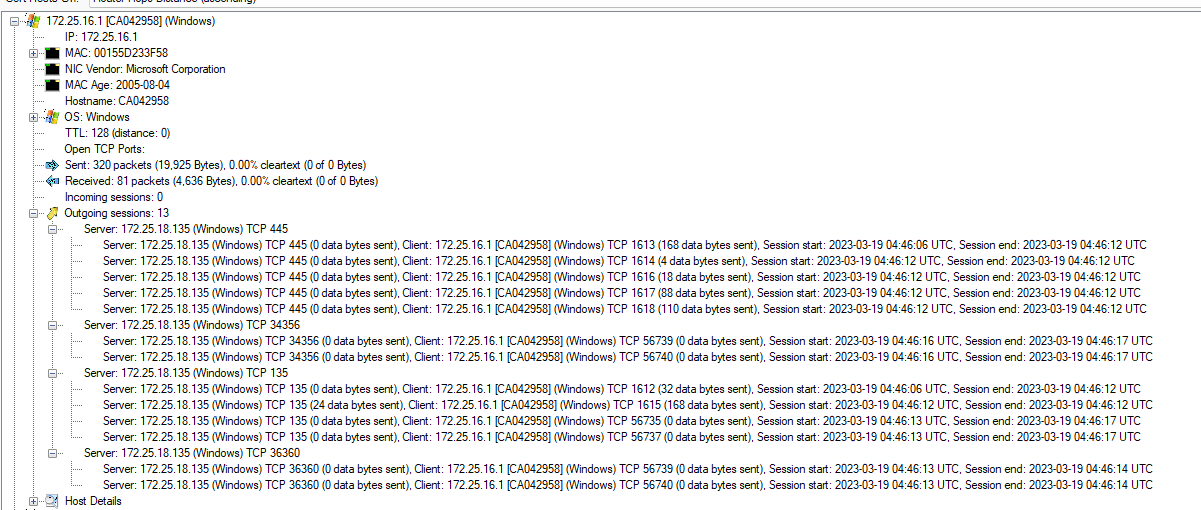 172.25.16.1 [CA042958] (Windows)
IP: 172.25.16.1
MAC: 00155D233F58
NIC Vendor: Microsoft Corporation
MAC Age: 2005-08-04
Hostname: CA042958
OS: Windows
TTL: 128 (distance: 0)
Open TCP Ports:
Sent: 320 packets (19,925 Bytes), 0.00% cleartext (0 of 0 Bytes)
Received: 81 packets (4,636 Bytes), 0.00% cleartext (0 of 0 Bytes)
Incoming sessions: 0
Outgoing sessions: 13
Server: 172.25.18.135 (Windows) TCP 445
Server: 172.25.18.135 (Windows) TCP 445 (0 data bytes sent), Client: 172.25.16.1 [CA042958] (Windows) TCP 1613 (168 data bytes sent), Session start: 2023-03-19 04:46:06 UTC, Session end: 2023-03-19 04:46:12 UTC
Server: 172.25.18.135 (Windows) TCP 445 (0 data bytes sent), Client: 172.25.16.1 [CA042958] (Windows) TCP 1614 (4 data bytes sent), Session start: 2023-03-19 04:46:12 UTC, Session end: 2023-03-19 04:46:12 UTC
Server: 172.25.18.135 (Windows) TCP 445 (0 data bytes sent), Client: 172.25.16.1 [CA042958] (Windows) TCP 1616 (18 data bytes sent), Session start: 2023-03-19 04:46:12 UTC, Session end: 2023-03-19 04:46:12 UTC
Server: 172.25.18.135 (Windows) TCP 445 (0 data bytes sent), Client: 172.25.16.1 [CA042958] (Windows) TCP 1617 (88 data bytes sent), Session start: 2023-03-19 04:46:12 UTC, Session end: 2023-03-19 04:46:12 UTC
Server: 172.25.18.135 (Windows) TCP 445 (0 data bytes sent), Client: 172.25.16.1 [CA042958] (Windows) TCP 1618 (110 data bytes sent), Session start: 2023-03-19 04:46:12 UTC, Session end: 2023-03-19 04:46:12 UTC
Server: 172.25.18.135 (Windows) TCP 34356
Server: 172.25.18.135 (Windows) TCP 34356 (0 data bytes sent), Client: 172.25.16.1 [CA042958] (Windows) TCP 56739 (0 data bytes sent), Session start: 2023-03-19 04:46:16 UTC, Session end: 2023-03-19 04:46:17 UTC
Server: 172.25.18.135 (Windows) TCP 34356 (0 data bytes sent), Client: 172.25.16.1 [CA042958] (Windows) TCP 56740 (0 data bytes sent), Session start: 2023-03-19 04:46:16 UTC, Session end: 2023-03-19 04:46:17 UTC
Server: 172.25.18.135 (Windows) TCP 135
Server: 172.25.18.135 (Windows) TCP 135 (0 data bytes sent), Client: 172.25.16.1 [CA042958] (Windows) TCP 1612 (32 data bytes sent), Session start: 2023-03-19 04:46:06 UTC, Session end: 2023-03-19 04:46:12 UTC
Server: 172.25.18.135 (Windows) TCP 135 (24 data bytes sent), Client: 172.25.16.1 [CA042958] (Windows) TCP 1615 (168 data bytes sent), Session start: 2023-03-19 04:46:12 UTC, Session end: 2023-03-19 04:46:12 UTC
Server: 172.25.18.135 (Windows) TCP 135 (0 data bytes sent), Client: 172.25.16.1 [CA042958] (Windows) TCP 56735 (0 data bytes sent), Session start: 2023-03-19 04:46:13 UTC, Session end: 2023-03-19 04:46:17 UTC
Server: 172.25.18.135 (Windows) TCP 135 (0 data bytes sent), Client: 172.25.16.1 [CA042958] (Windows) TCP 56737 (0 data bytes sent), Session start: 2023-03-19 04:46:13 UTC, Session end: 2023-03-19 04:46:17 UTC
Server: 172.25.18.135 (Windows) TCP 36360
Server: 172.25.18.135 (Windows) TCP 36360 (0 data bytes sent), Client: 172.25.16.1 [CA042958] (Windows) TCP 56739 (0 data bytes sent), Session start: 2023-03-19 04:46:13 UTC, Session end: 2023-03-19 04:46:14 UTC
Server: 172.25.18.135 (Windows) TCP 36360 (0 data bytes sent), Client: 172.25.16.1 [CA042958] (Windows) TCP 56740 (0 data bytes sent), Session start: 2023-03-19 04:46:13 UTC, Session end: 2023-03-19 04:46:14 UTC
Host Details